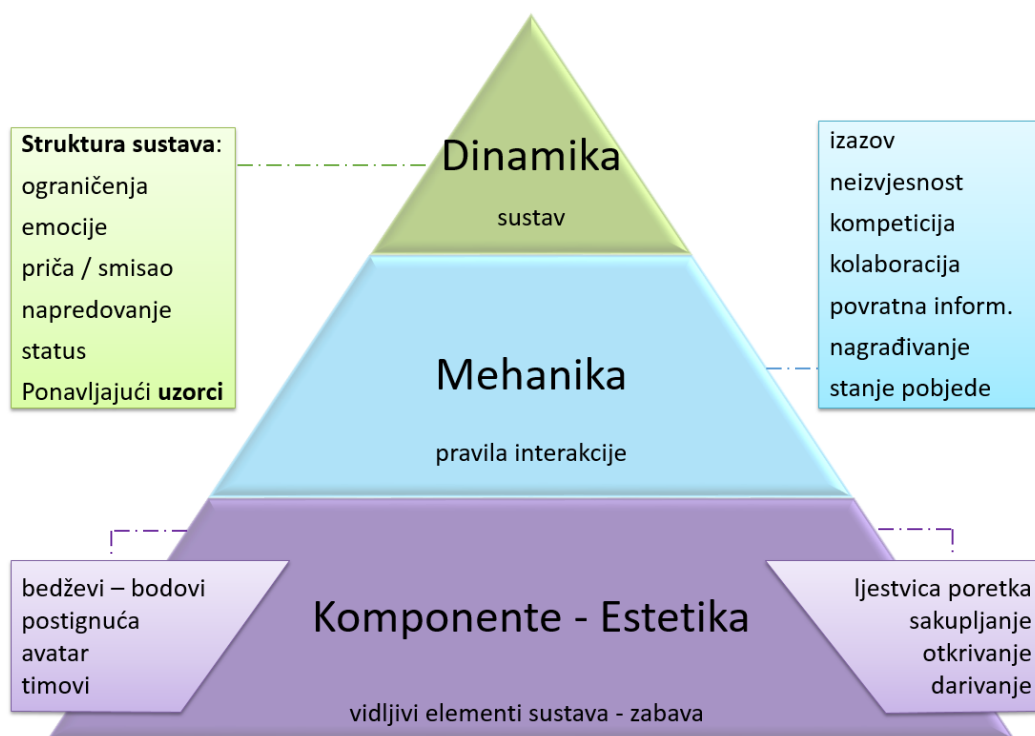 Dinamika
sustav
Struktura sustava:
ograničenja
emocije
priča / smisao
napredovanje
status
Ponavljajući uzorci
izazov
neizvjesnost
kompeticija
kolaboracija
povratna inform.
nagrađivanje
stanje pobjede
Mehanika
pravila interakcije
bedževi – bodovi
postignuća
avatar
timovi
Komponente - Estetika
vidljivi elementi sustava - zabava
ljestvica poretka
sakupljanje
otkrivanje
darivanje